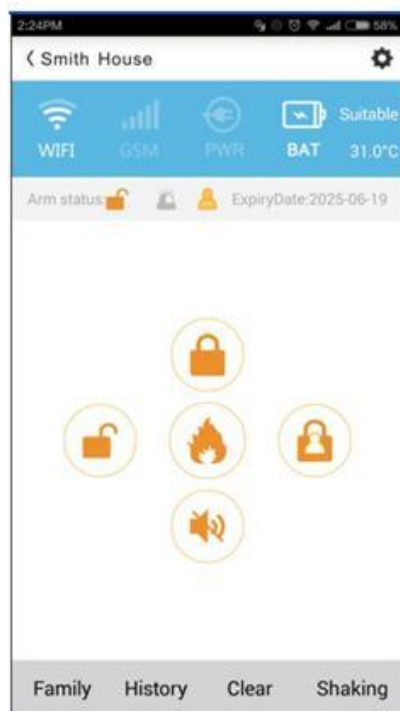 2:24PM 58%
Smith House
WIFI GSM PWR BAT Suitable 31.0°C
Arm status: ExpiryDate:2025-06-19
Family History Clear Shaking